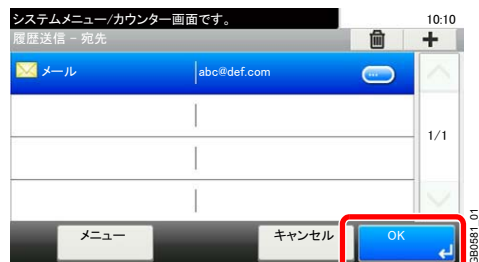 システムメニュー/カウンター画面です。
10:10
履歴送信 - 宛先
メール
abc@def.com
1/1
メニュー
キャンセル
OK
GB0581_01